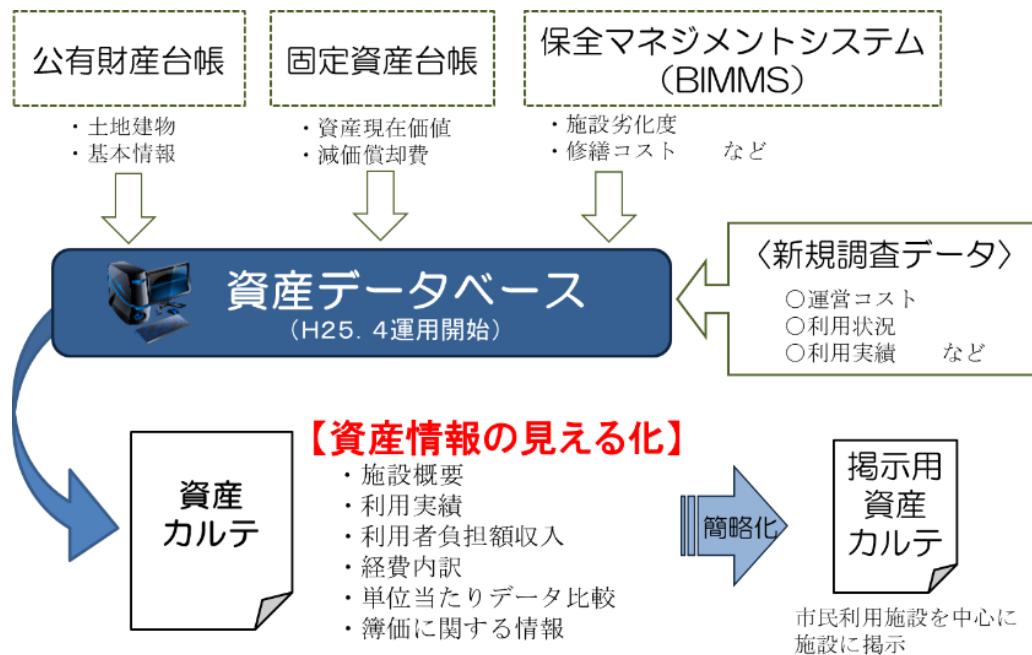 公有財産台帳
・土地建物
・基本情報
固定資産台帳
・資産現在価値
・減価償却費
保全マネジメントシステム
（BIMMS）
・施設劣化度
・修繕コスト　など
資産データベース
（H25．4運用開始）
〈新規調査データ〉
○運営コスト
○利用状況
○利用実績　など
【資産情報の見える化】
資産
カルテ
・施設概要
・利用実績
・利用者負担額収入
・経費内訳
・単位当たりデータ比較
・簿価に関する情報
簡略化
掲示用
資産
カルテ
市民利用施設を中心に
施設に掲示